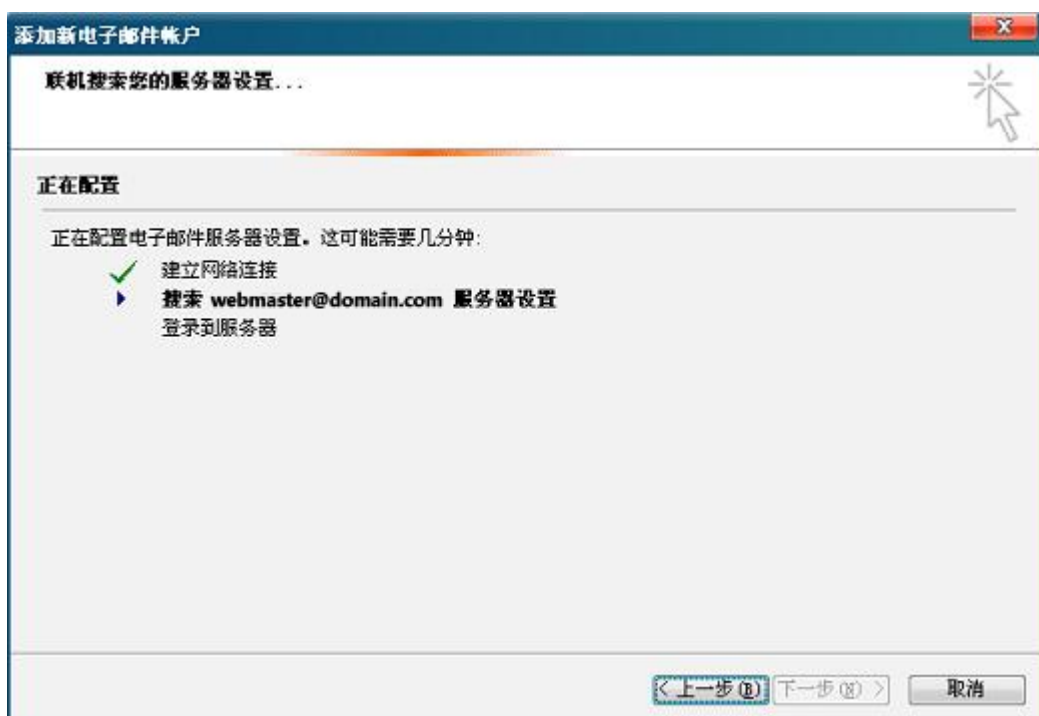 添加新电子邮件帐户
联机搜索您的服务器设置...
正在配置
正在配置电子邮件服务器设置。这可能需要几分钟:
建立网络连接
搜索 webmaster@domain.com 服务器设置
登录到服务器
< 上一步(B) 下一步(N) > 取消